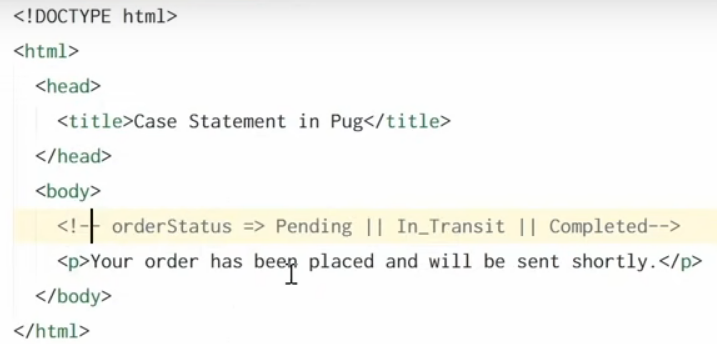 <!DOCTYPE html>
<html>
<head>
<title>Case Statement in Pug</title>
</head>
<body>
<!-- orderStatus => Pending || In_Transit || Completed-->
<p>Your order has been placed and will be sent shortly.</p>
</body>
</html>